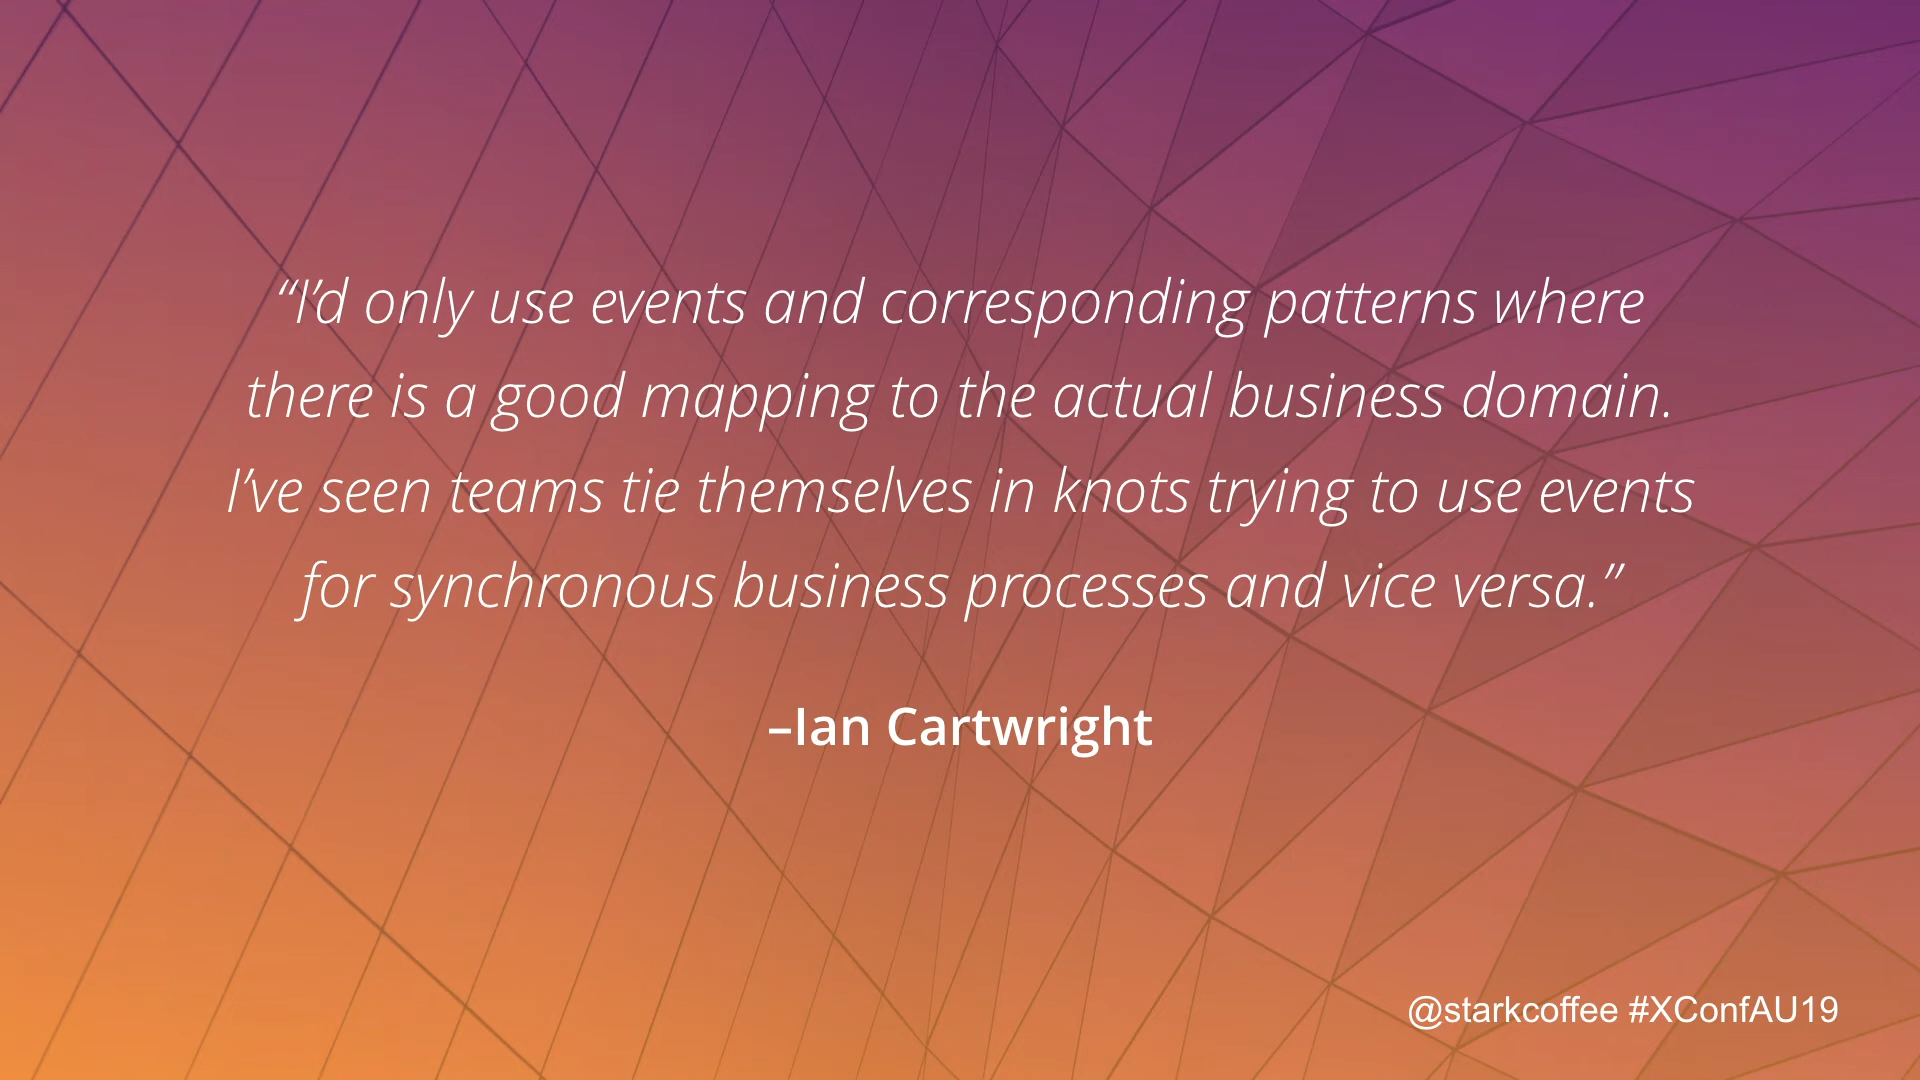 “I’d only use events and corresponding patterns where
there is a good mapping to the actual business domain.
I’ve seen teams tie themselves in knots trying to use events
for synchronous business processes and vice versa.”
–Ian Cartwright
@starkcoffee #XConfAU19